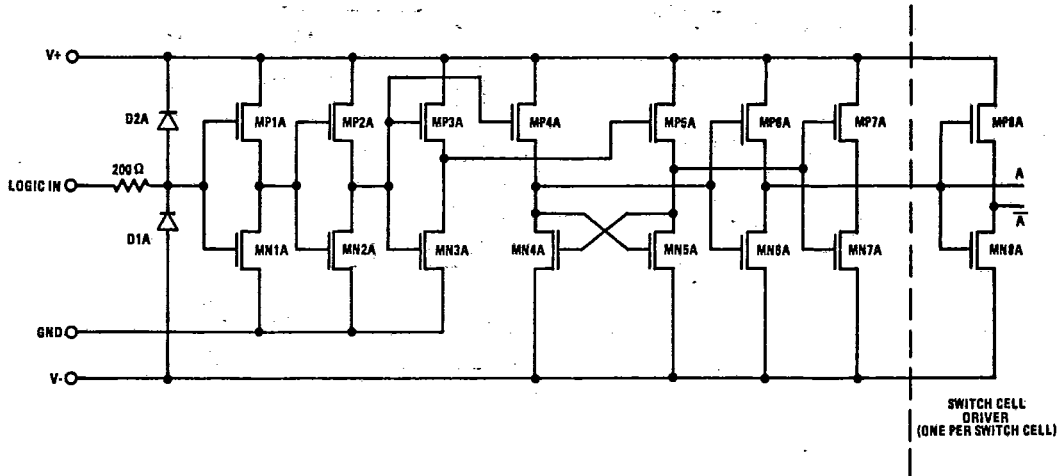 V+
D2A
MP1A
MP2A
MP3A
MP4A
MP5A
MP6A
MP7A
MP8A
200 Ω
LOGIC IN
A
A̅
D1A
MN1A
MN2A
MN3A
MN4A
MN5A
MN6A
MN7A
MN8A
GND
V-
SWITCH CELL
DRIVER
(ONE PER SWITCH CELL)